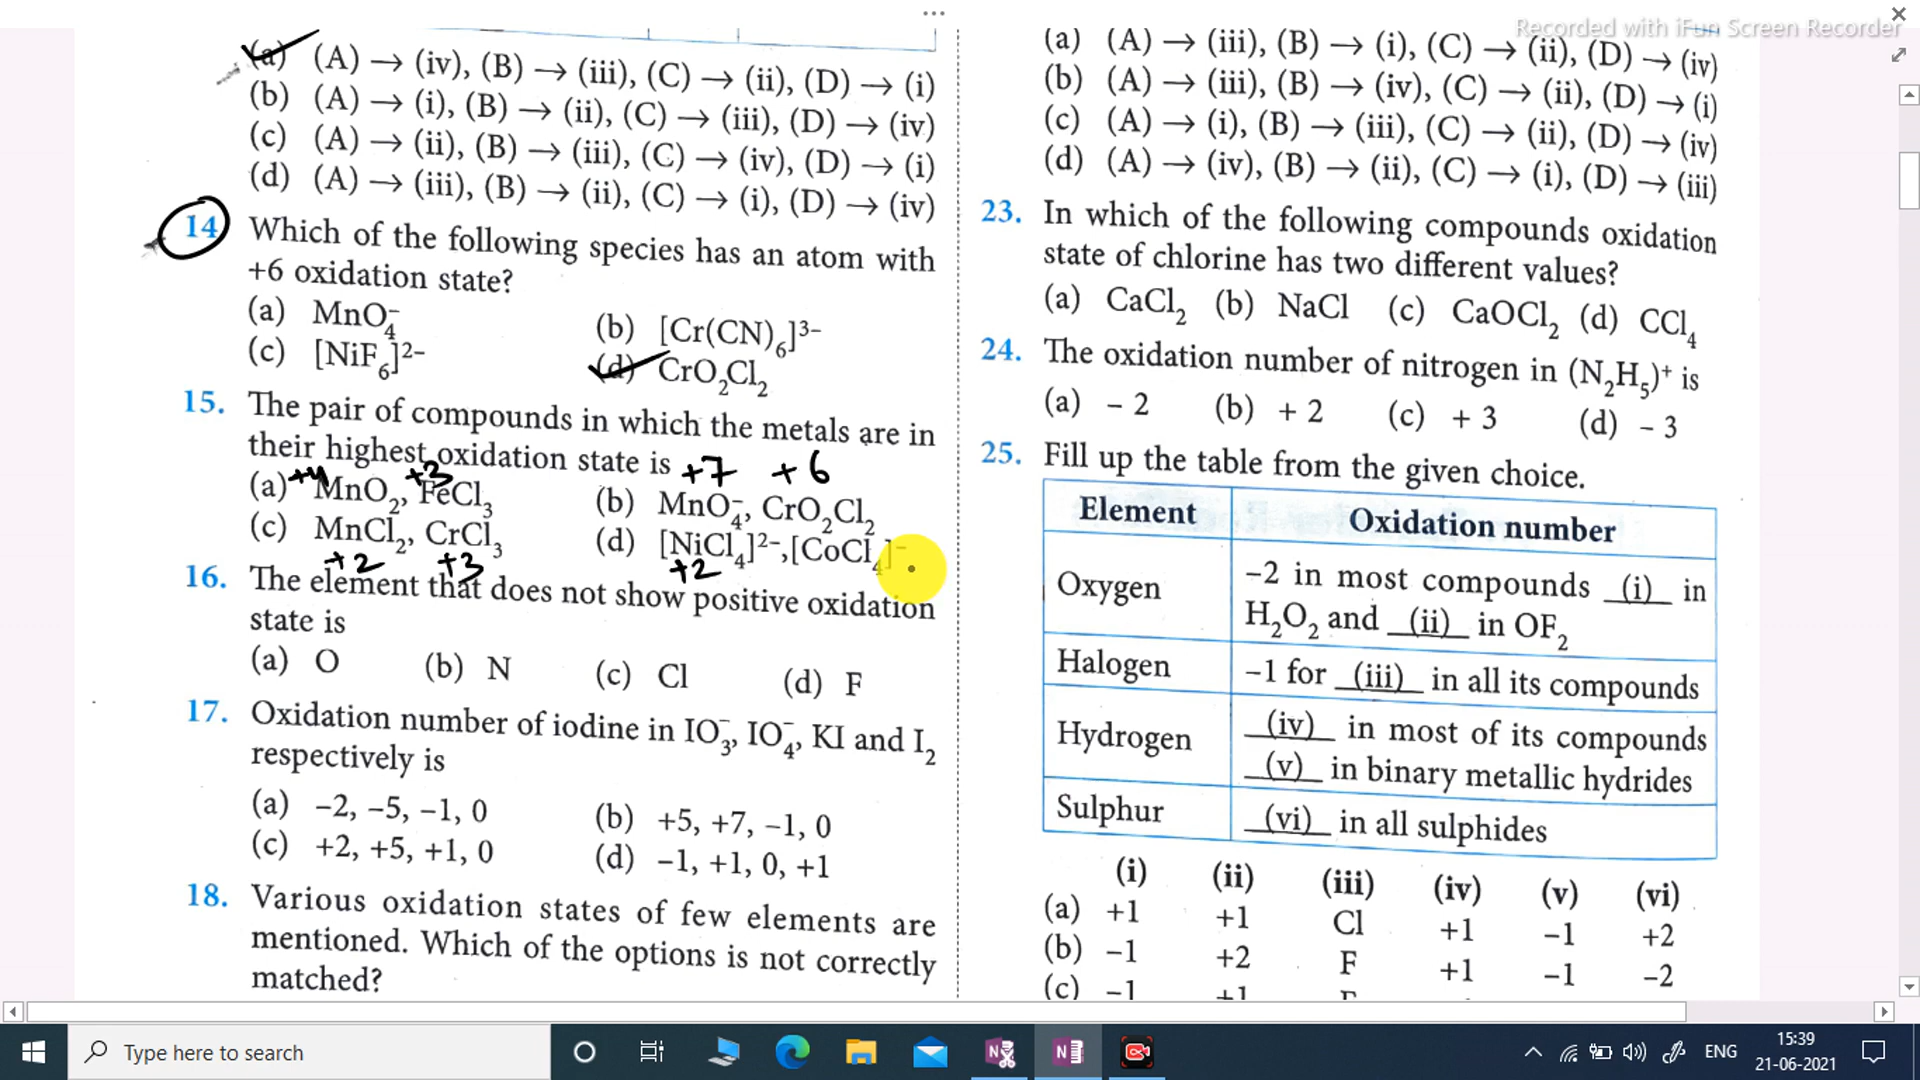 Recorded with iFun Screen Recorder
(a) (A) → (iv), (B) → (iii), (C) → (ii), (D) → (i)
(b) (A) → (i), (B) → (ii), (C) → (iii), (D) → (iv)
(c) (A) → (ii), (B) → (iii), (C) → (iv), (D) → (i)
(d) (A) → (iii), (B) → (ii), (C) → (i), (D) → (iv)
14. Which of the following species has an atom with
+6 oxidation state?
(a) MnO₄⁻ (b) [Cr(CN)₆]³⁻
(c) [NiF₆]²⁻ (d) CrO₂Cl₂
15. The pair of compounds in which the metals are in
their highest oxidation state is
+7 +6
+4 +3
(a) MnO₂, FeCl₃ (b) MnO₄⁻, CrO₂Cl₂
(c) MnCl₂, CrCl₃ (d) [NiCl₄]²⁻, [CoCl₄]⁻
+2 +3 +2
16. The element that does not show positive oxidation
state is
(a) O (b) N (c) Cl (d) F
17. Oxidation number of iodine in IO₃⁻, IO₄⁻, KI and I₂
respectively is
(a) –2, –5, –1, 0 (b) +5, +7, –1, 0
(c) +2, +5, +1, 0 (d) –1, +1, 0, +1
18. Various oxidation states of few elements are
mentioned. Which of the options is not correctly
matched?
(a) (A) → (iii), (B) → (i), (C) → (ii), (D) → (iv)
(b) (A) → (iii), (B) → (iv), (C) → (ii), (D) → (i)
(c) (A) → (i), (B) → (iii), (C) → (ii), (D) → (iv)
(d) (A) → (iv), (B) → (ii), (C) → (i), (D) → (iii)
23. In which of the following compounds oxidation
state of chlorine has two different values?
(a) CaCl₂ (b) NaCl (c) CaOCl₂ (d) CCl₄
24. The oxidation number of nitrogen in (N₂H₅)⁺ is
(a) – 2 (b) + 2 (c) + 3 (d) – 3
25. Fill up the table from the given choice.
Element Oxidation number
Oxygen –2 in most compounds (i) in
H₂O₂ and (ii) in OF₂
Halogen –1 for (iii) in all its compounds
Hydrogen (iv) in most of its compounds
(v) in binary metallic hydrides
Sulphur (vi) in all sulphides
(i) (ii) (iii) (iv) (v) (vi)
(a) +1 +1 Cl +1 –1 +2
(b) –1 +2 F +1 –1 –2
(c) –1 +1 F
Type here to search
ENG
15:39
21-06-2021